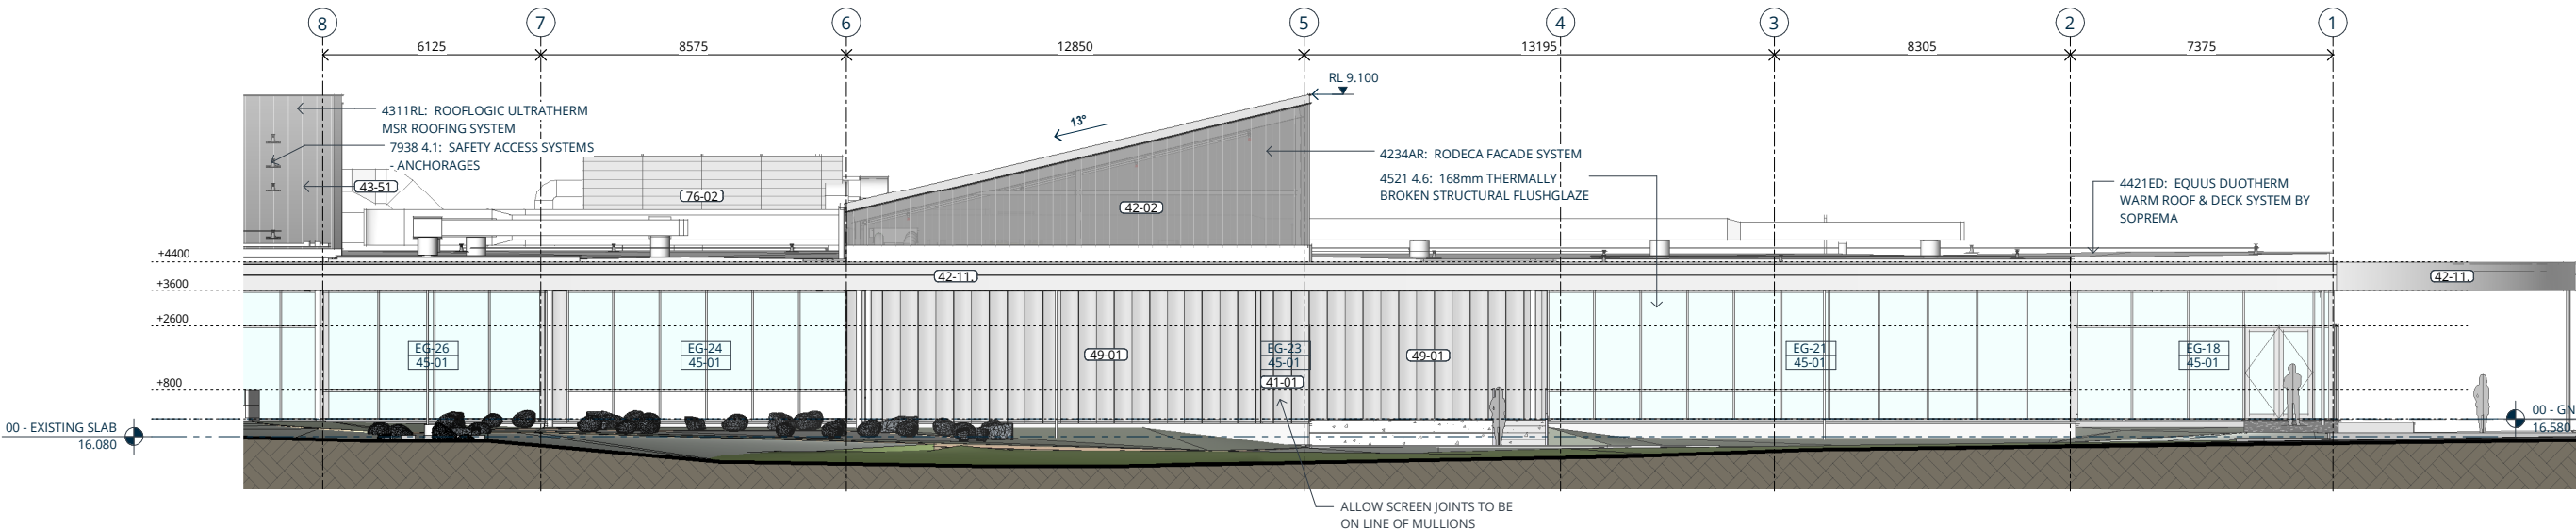 8
7
6
5
4
3
2
1
6125
8575
12850
13195
8305
7375
RL 9.100
13°
4311RL: ROOFLOGIC ULTRATHERM
MSR ROOFING SYSTEM
7938 4.1: SAFETY ACCESS SYSTEMS
- ANCHORAGES
43-51
76-02
42-02
4234AR: RODECA FACADE SYSTEM
4521 4.6: 168mm THERMALLY
BROKEN STRUCTURAL FLUSHGLAZE
4421ED: EQUUS DUOTHERM
WARM ROOF & DECK SYSTEM BY
SOPREMA
+4400
+3600
+2600
+800
42-11.
42-11.
EG-26
45-01
EG-24
45-01
49-01
EG-23
45-01
41-01
49-01
EG-21
45-01
EG-18
45-01
00 - EXISTING SLAB
16.080
00 - GN
16.580
ALLOW SCREEN JOINTS TO BE
ON LINE OF MULLIONS